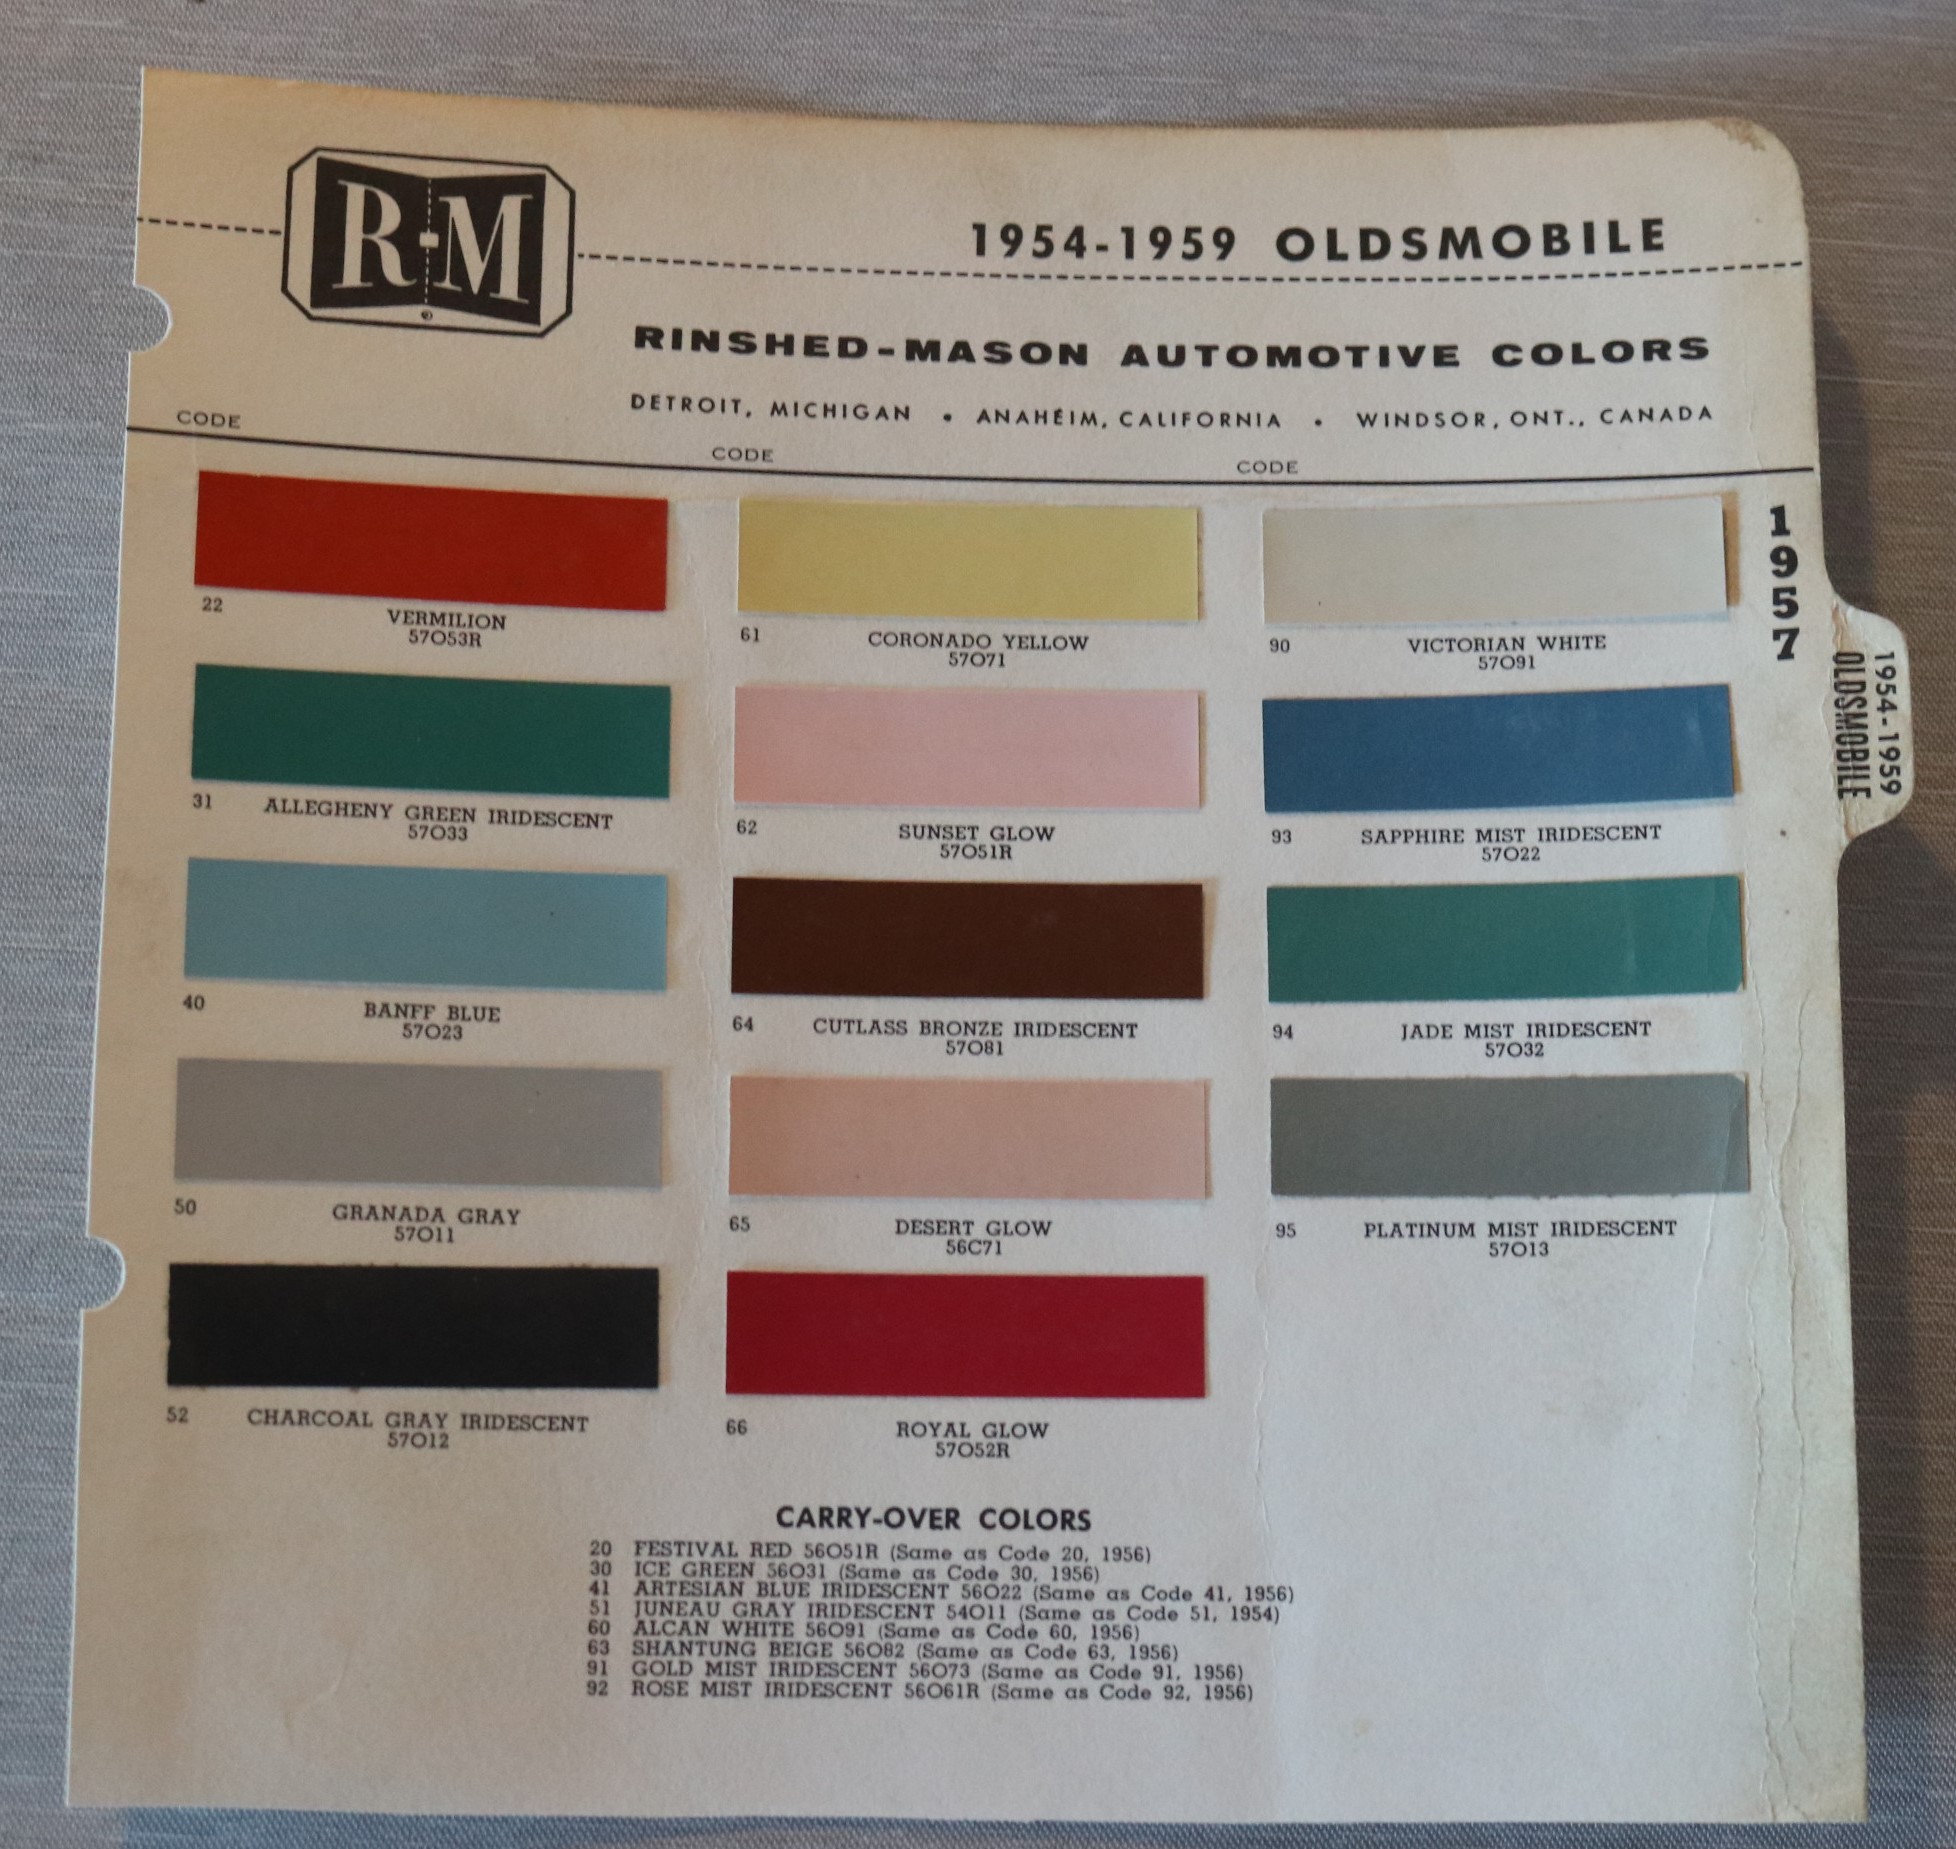 R-M
1954-1959 OLDSMOBILE
RINSHED-MASON AUTOMOTIVE COLORS
DETROIT, MICHIGAN • ANAHEIM, CALIFORNIA • WINDSOR, ONT., CANADA
CODE
CODE
CODE
1957
1954-1959
OLDSMOBILE
22 VERMILION
57O53R
61 CORONADO YELLOW
57O71
90 VICTORIAN WHITE
57O91
31 ALLEGHENY GREEN IRIDESCENT
57O33
62 SUNSET GLOW
57O51R
93 SAPPHIRE MIST IRIDESCENT
57O22
40 BANFF BLUE
57O23
64 CUTLASS BRONZE IRIDESCENT
57O81
94 JADE MIST IRIDESCENT
57O32
50 GRANADA GRAY
57O11
65 DESERT GLOW
56C71
95 PLATINUM MIST IRIDESCENT
57O13
52 CHARCOAL GRAY IRIDESCENT
57O12
66 ROYAL GLOW
57O52R
CARRY-OVER COLORS
20 FESTIVAL RED 56O51R (Same as Code 20, 1956)
30 ICE GREEN 56O31 (Same as Code 30, 1956)
41 ARTESIAN BLUE IRIDESCENT 56O22 (Same as Code 41, 1956)
51 JUNEAU GRAY IRIDESCENT 54O11 (Same as Code 51, 1954)
60 ALCAN WHITE 56O91 (Same as Code 60, 1956)
63 SHANTUNG BEIGE 56O82 (Same as Code 63, 1956)
91 GOLD MIST IRIDESCENT 56O73 (Same as Code 91, 1956)
92 ROSE MIST IRIDESCENT 56O61R (Same as Code 92, 1956)